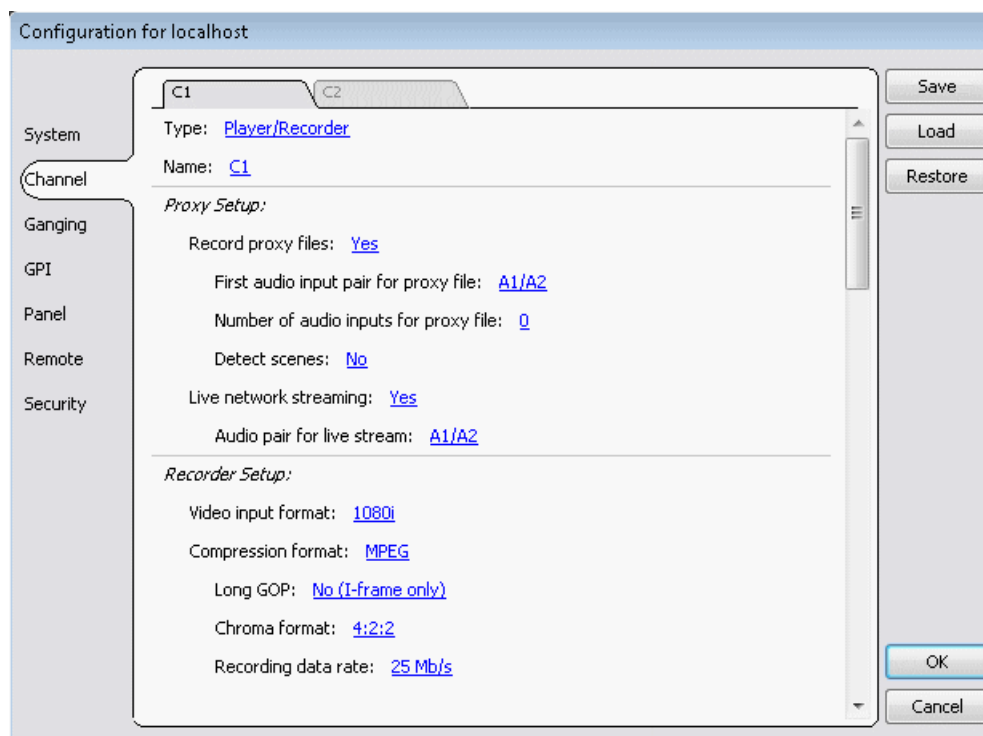 Configuration for localhost
System
Channel
Ganging
GPI
Panel
Remote
Security
C1
C2
Type: Player/Recorder
Name: C1
Proxy Setup:
Record proxy files: Yes
First audio input pair for proxy file: A1/A2
Number of audio inputs for proxy file: 0
Detect scenes: No
Live network streaming: Yes
Audio pair for live stream: A1/A2
Recorder Setup:
Video input format: 1080i
Compression format: MPEG
Long GOP: No (I-frame only)
Chroma format: 4:2:2
Recording data rate: 25 Mb/s
Save
Load
Restore
OK
Cancel